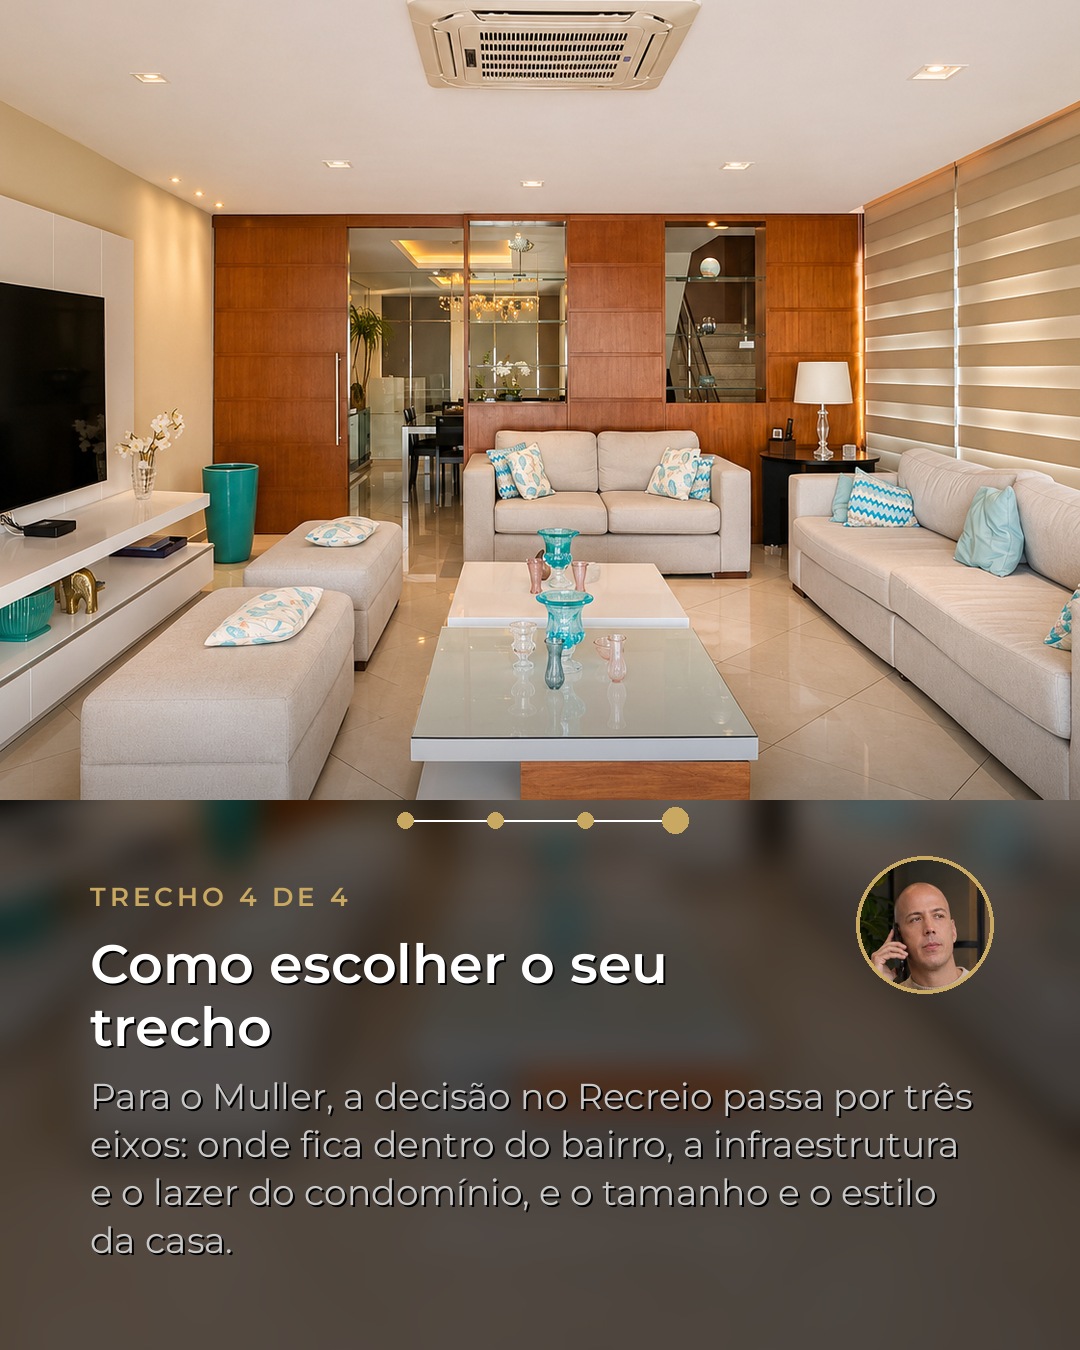 TRECHO 4 DE 4
Como escolher o seu
trecho
Para o Muller, a decisão no Recreio passa por três
eixos: onde fica dentro do bairro, a infraestrutura
e o lazer do condomínio, e o tamanho e o estilo
da casa.